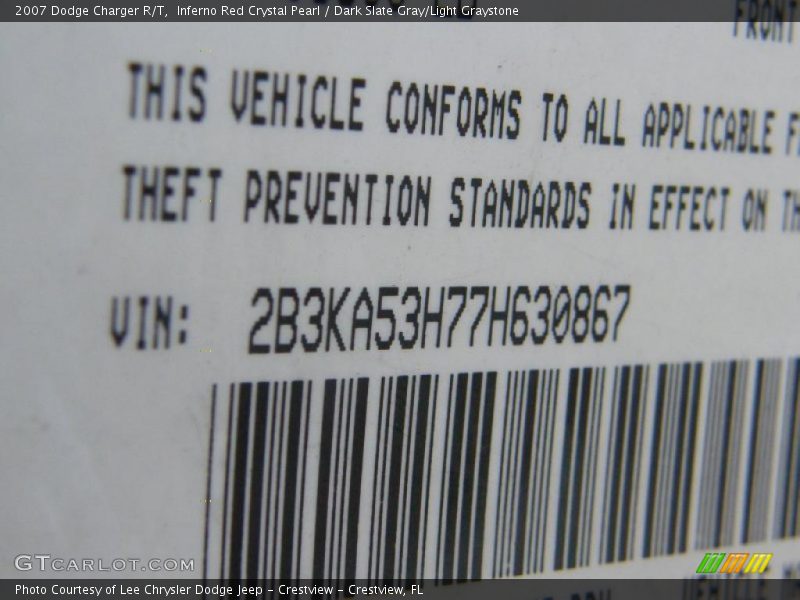 2007 Dodge Charger R/T, Inferno Red Crystal Pearl / Dark Slate Gray/Light Graystone
FRONT
THIS VEHICLE CONFORMS TO ALL APPLICABLE
THEFT PREVENTION STANDARDS IN EFFECT ON
VIN: 2B3KA53H77H630867
GTCARLOT.COM
Photo Courtesy of Lee Chrysler Dodge Jeep - Crestview - Crestview, FL